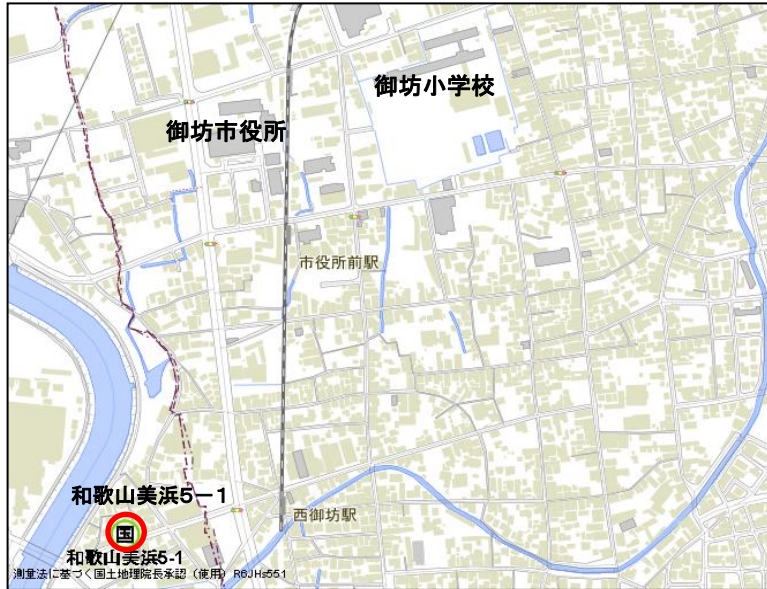 御坊小学校
御坊市役所
市役所前駅
和歌山美浜5－1
国
西御坊駅
和歌山美浜5-1
測量法に基づく国土地理院長承認（使用）R6JHs551